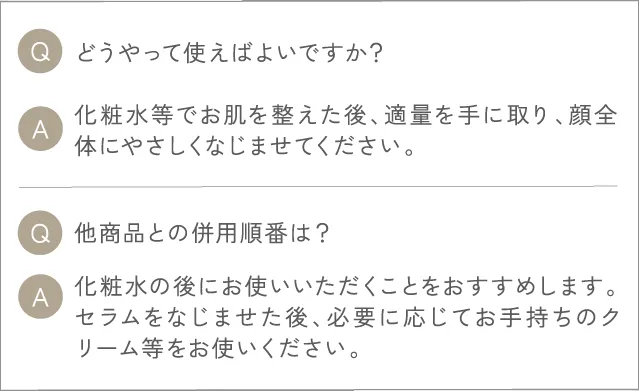 Q どうやって使えばよいですか？
A 化粧水等でお肌を整えた後、適量を手に取り、顔全
体にやさしくなじませてください。
Q 他商品との併用順番は？
A 化粧水の後にお使いいただくことをおすすめします。
セラムをなじませた後、必要に応じてお手持ちのク
リーム等をお使いください。